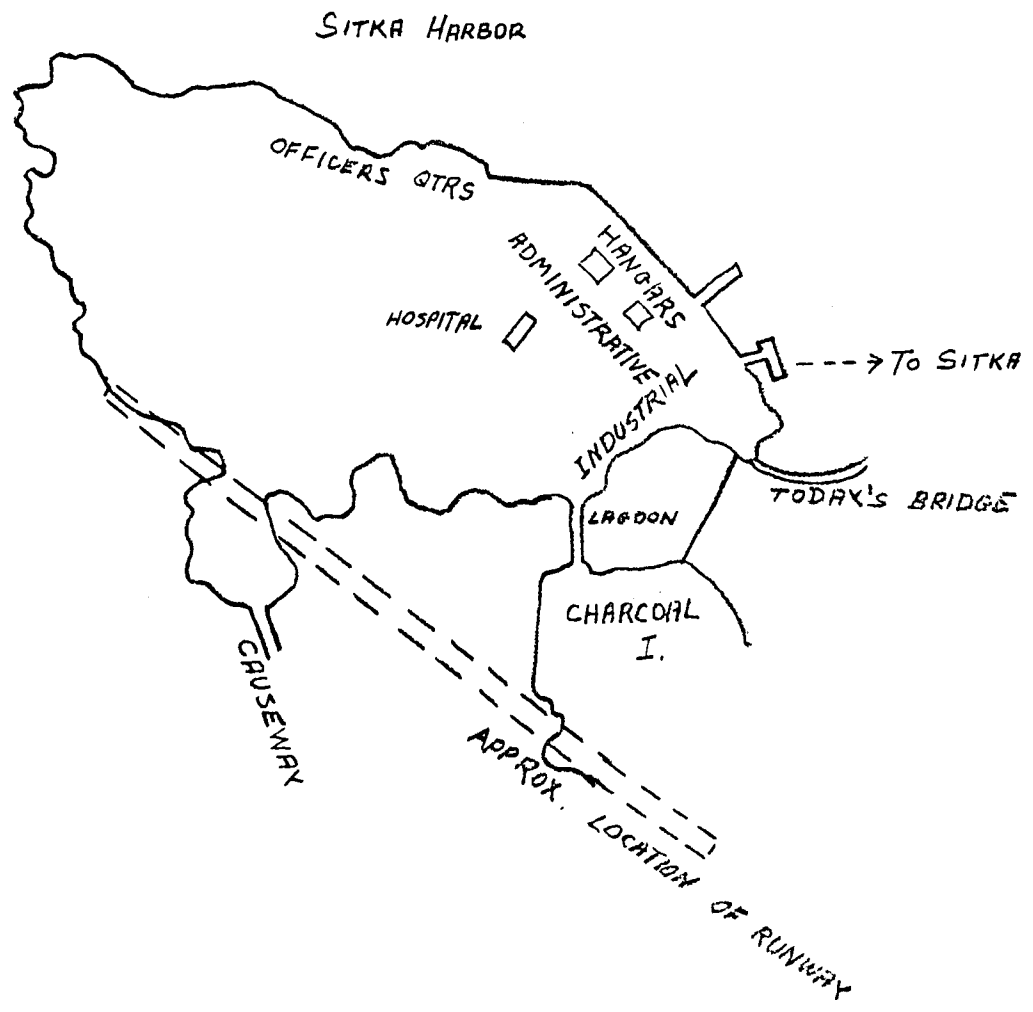 SITKA HARBOR
OFFICERS QTRS
HANGARS
ADMINISTRATIVE
HOSPITAL
TO SITKA
INDUSTRIAL
TODAY'S BRIDGE
LAGOON
CHARCOAL
I.
CAUSEWAY
APPROX. LOCATION OF RUNWAY